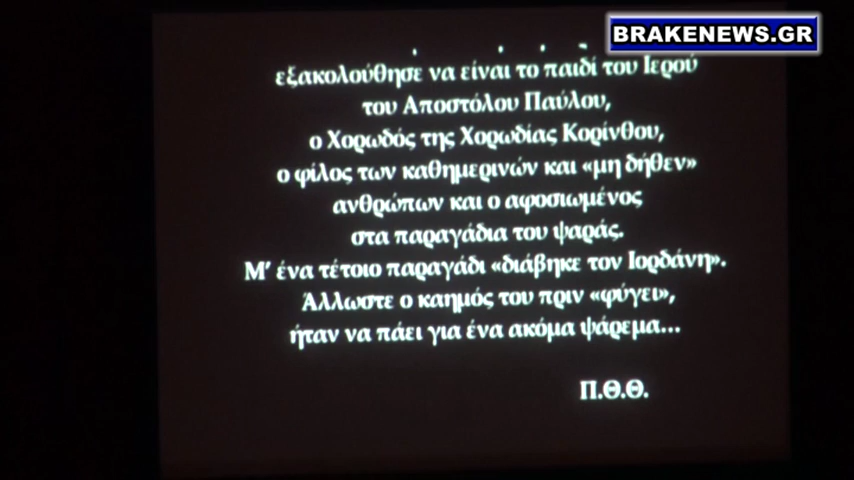 BRAKENEWS.GR
εξακολούθησε να είναι το παιδί του Ιερού
του Αποστόλου Παύλου,
ο Χορωδός της Χορωδίας Κορίνθου,
ο φίλος των καθημερινών και «μη δήθεν»
ανθρώπων και ο αφοσιωμένος
στα παραγάδια του ψαράς.
Μ’ ένα τέτοιο παραγάδι «διάβηκε τον Ιορδάνη».
Άλλωστε ο καημός του πριν «φύγει»,
ήταν να πάει για ένα ακόμα ψάρεμα...
Π.Θ.Θ.